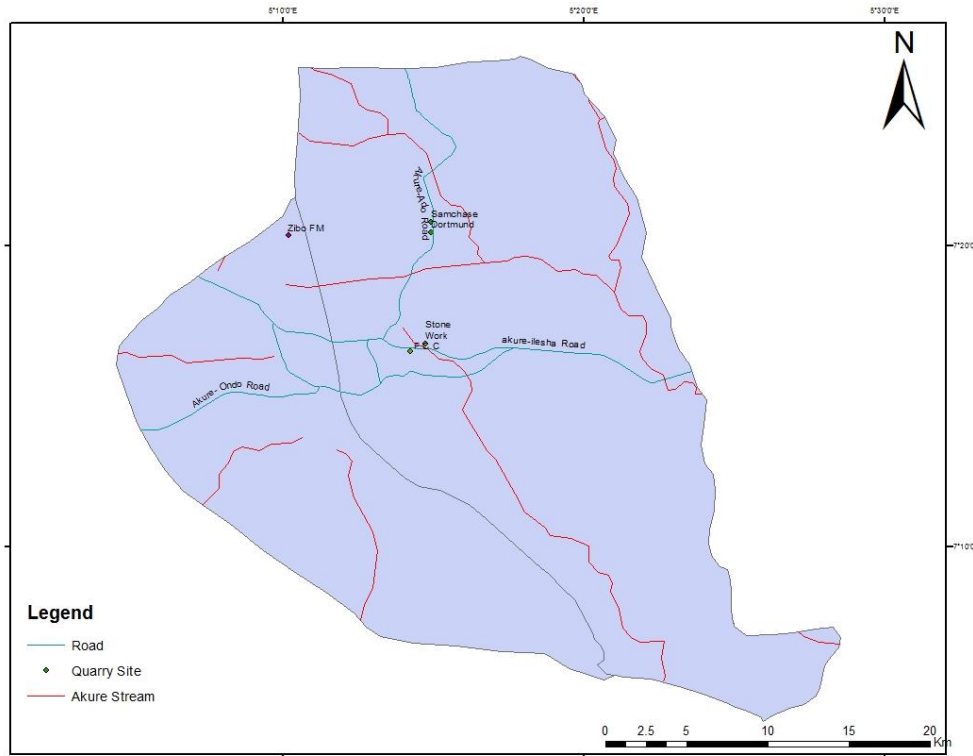 5°10'0"E
5°20'0"E
5°30'0"E
N
Akure-Ado Road
Samchase
Dortmund
Zibo FM
7°20'0"
Stone
Work
F.E.C
akure-ilesha Road
Akure- Ondo Road
7°10'0"
Legend
Road
Quarry Site
Akure Stream
0 2.5 5 10 15 20
Km